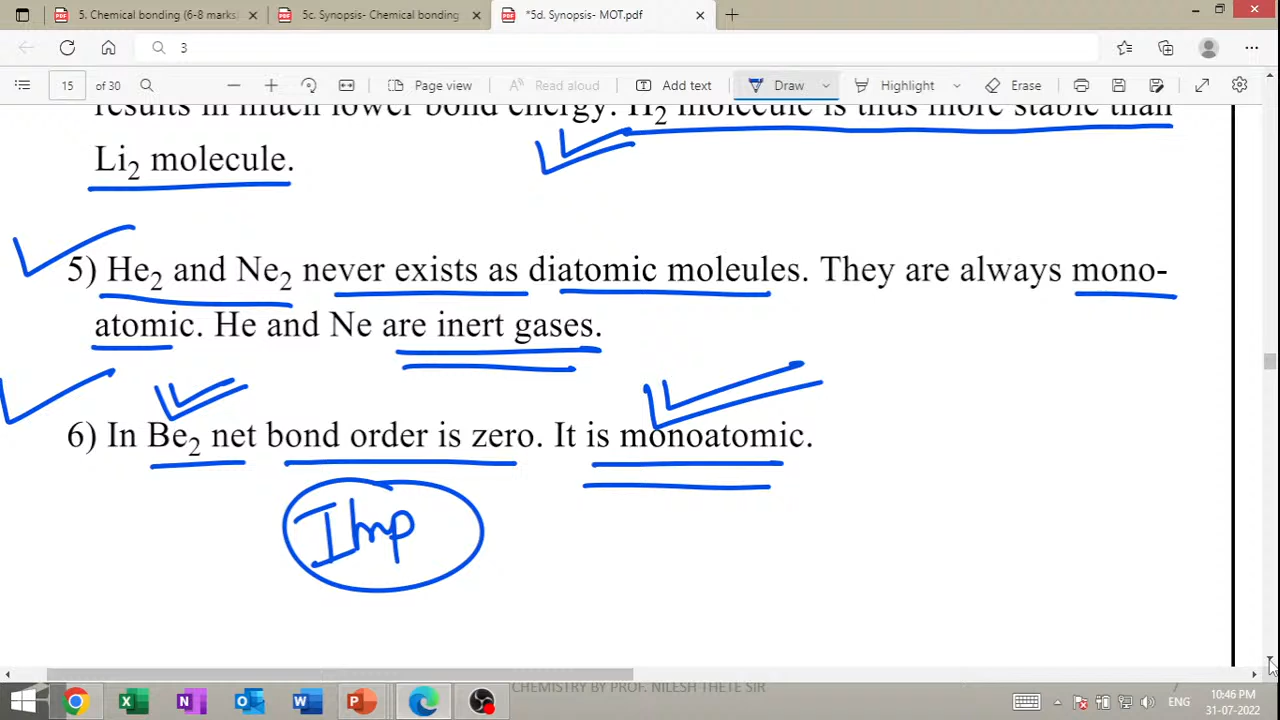 5. Chemical bonding (6-8 marks)
5c. Synopsis- Chemical bonding
*5d. Synopsis- MOT.pdf
3
15 of 30
Page view
Read aloud
Add text
Draw
Highlight
Erase
results in much lower bond energy. H₂ molecule is thus more stable than
Li₂ molecule.
5) He₂ and Ne₂ never exists as diatomic moleules. They are always mono-
atomic. He and Ne are inert gases.
6) In Be₂ net bond order is zero. It is monoatomic.
Imp
CHEMISTRY BY PROF. NILESH THETE SIR
7
ENG
10:46 PM
31-07-2022